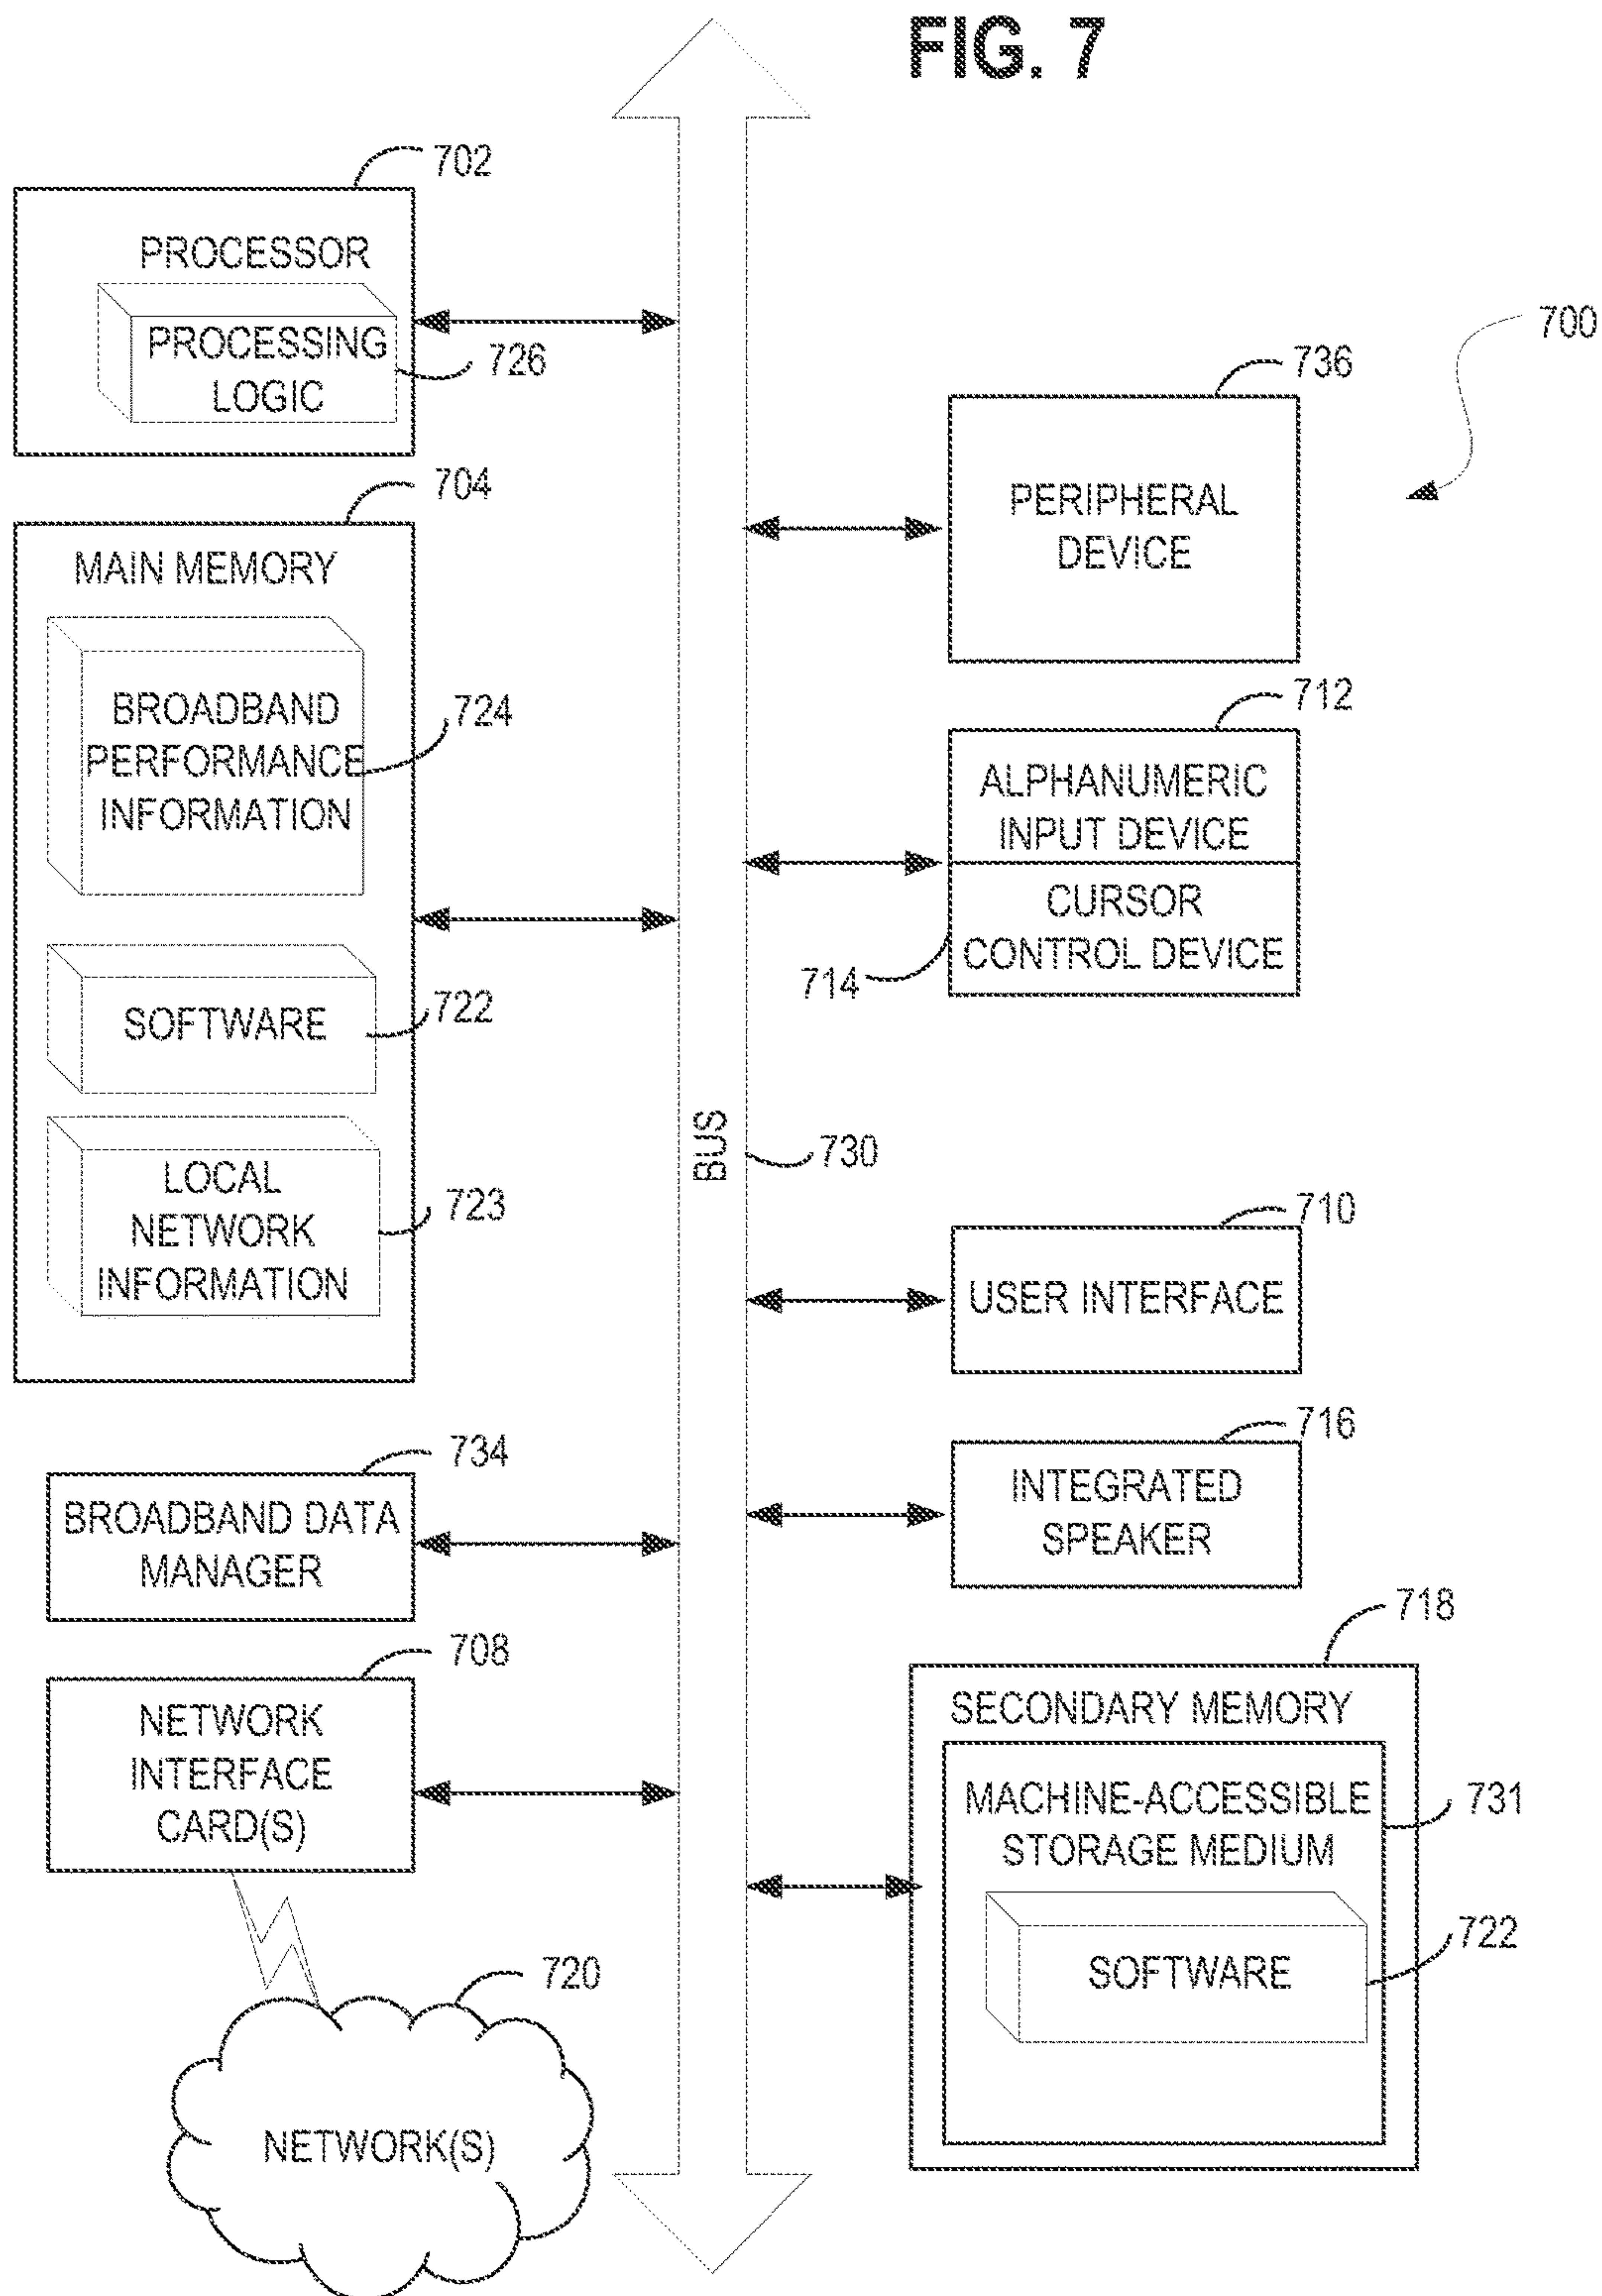 FIG. 7
702
PROCESSOR
PROCESSING
LOGIC
726
704
MAIN MEMORY
BROADBAND
PERFORMANCE
INFORMATION
724
SOFTWARE
722
LOCAL
NETWORK
INFORMATION
723
734
BROADBAND DATA
MANAGER
708
NETWORK
INTERFACE
CARD(S)
720
NETWORK(S)
BUS
730
700
736
PERIPHERAL
DEVICE
712
ALPHANUMERIC
INPUT DEVICE
CURSOR
CONTROL DEVICE
714
710
USER INTERFACE
716
INTEGRATED
SPEAKER
718
SECONDARY MEMORY
MACHINE-ACCESSIBLE
STORAGE MEDIUM
731
SOFTWARE
722